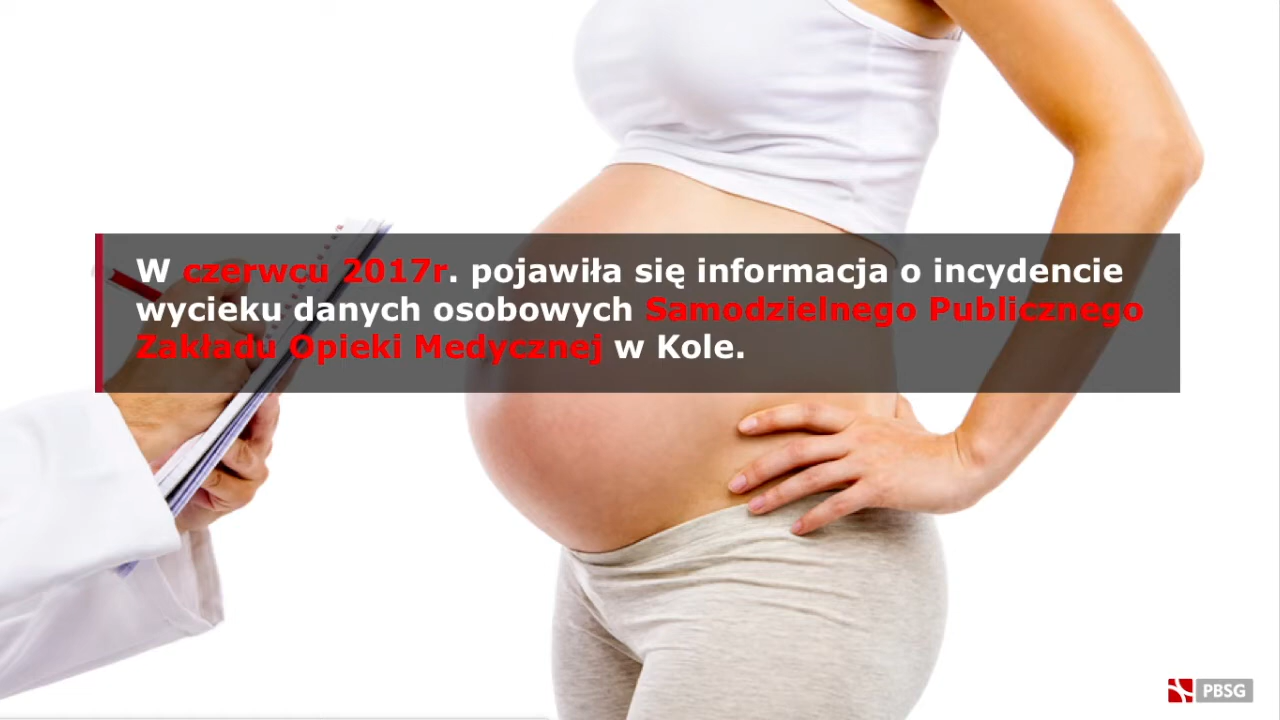 W czerwcu 2017r. pojawiła się informacja o incydencie
wycieku danych osobowych Samodzielnego Publicznego
Zakładu Opieki Medycznej w Kole.
PBSG